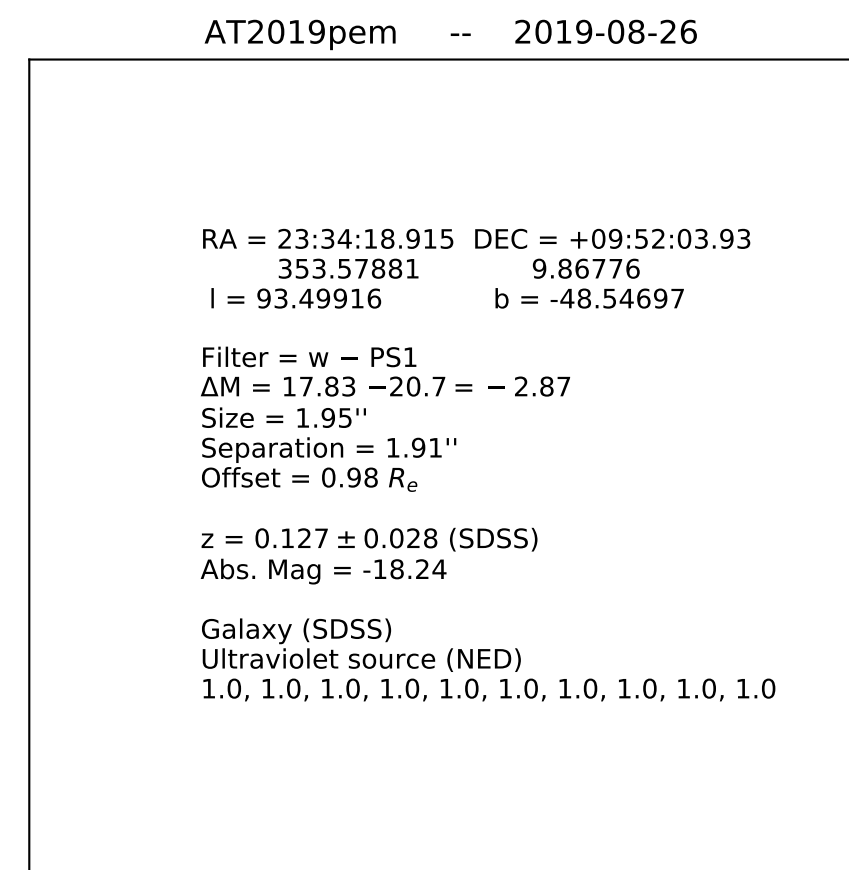 AT2019pem -- 2019-08-26
RA = 23:34:18.915 DEC = +09:52:03.93
353.57881 9.86776
l = 93.49916 b = -48.54697
Filter = w − PS1
ΔM = 17.83 −20.7 = − 2.87
Size = 1.95''
Separation = 1.91''
Offset = 0.98 Rₑ
z = 0.127 ± 0.028 (SDSS)
Abs. Mag = -18.24
Galaxy (SDSS)
Ultraviolet source (NED)
1.0, 1.0, 1.0, 1.0, 1.0, 1.0, 1.0, 1.0, 1.0, 1.0